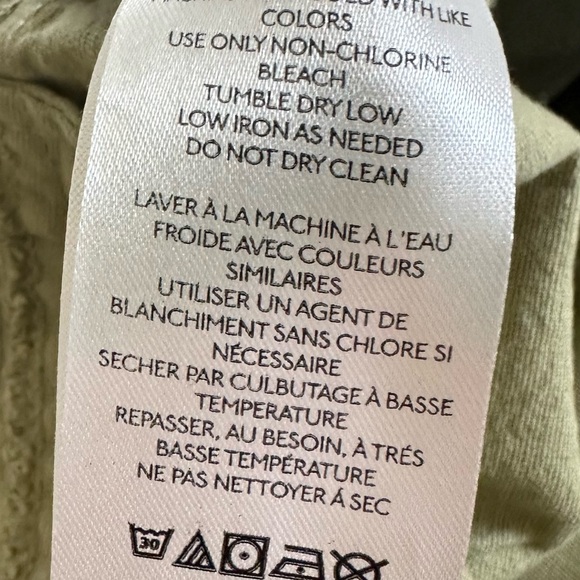 WITH LIKE
COLORS
USE ONLY NON-CHLORINE
BLEACH
TUMBLE DRY LOW
LOW IRON AS NEEDED
DO NOT DRY CLEAN
LAVER À LA MACHINE À L'EAU
FROIDE AVEC COULEURS
SIMILAIRES
UTILISER UN AGENT DE
BLANCHIMENT SANS CHLORE SI
NÉCESSAIRE
SECHER PAR CULBUTAGE À BASSE
TEMPERATURE
REPASSER, AU BESOIN, À TRÉS
BASSE TEMPÉRATURE
NE PAS NETTOYER Á SEC
30